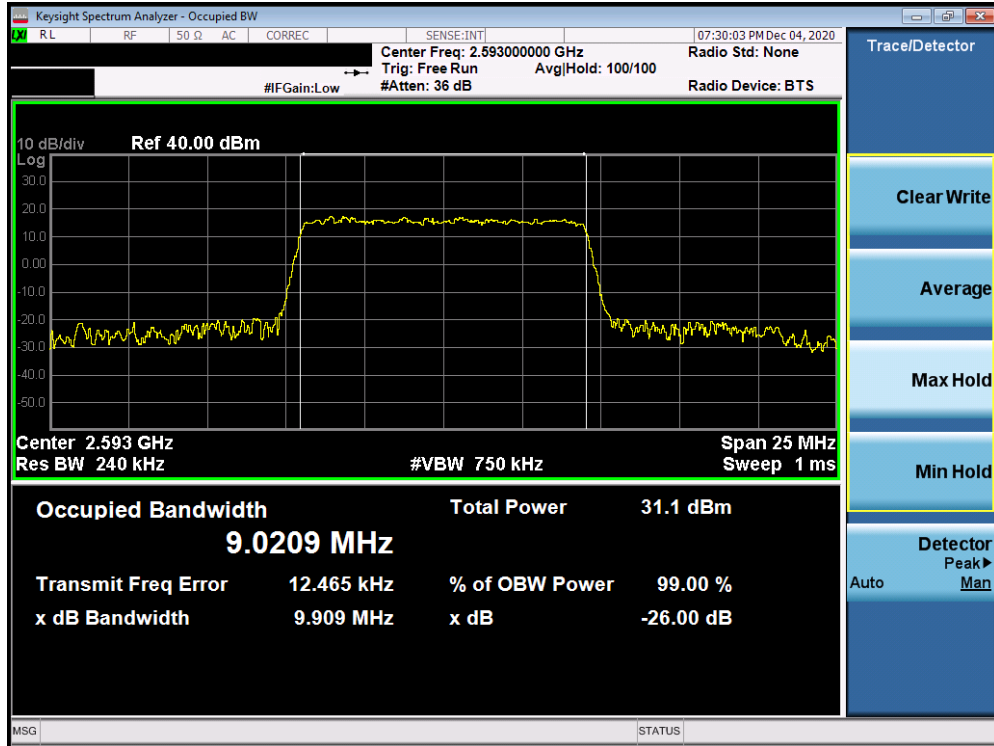 Keysight Spectrum Analyzer - Occupied BW
LXI RL RF 50 Ω AC CORREC SENSE:INT 07:30:03 PM Dec 04, 2020
Center Freq: 2.593000000 GHz Radio Std: None
Trig: Free Run Avg|Hold: 100/100
#IFGain:Low #Atten: 36 dB Radio Device: BTS
10 dB/div Ref 40.00 dBm
Log
30.0
20.0
10.0
0.00
-10.0
-20.0
-30.0
-40.0
-50.0
Center 2.593 GHz Span 25 MHz
Res BW 240 kHz #VBW 750 kHz Sweep 1 ms
Occupied Bandwidth Total Power 31.1 dBm
9.0209 MHz
Transmit Freq Error 12.465 kHz % of OBW Power 99.00 %
x dB Bandwidth 9.909 MHz x dB -26.00 dB
MSG STATUS
Trace/Detector
Clear Write
Average
Max Hold
Min Hold
Detector
Peak▶
Auto Man